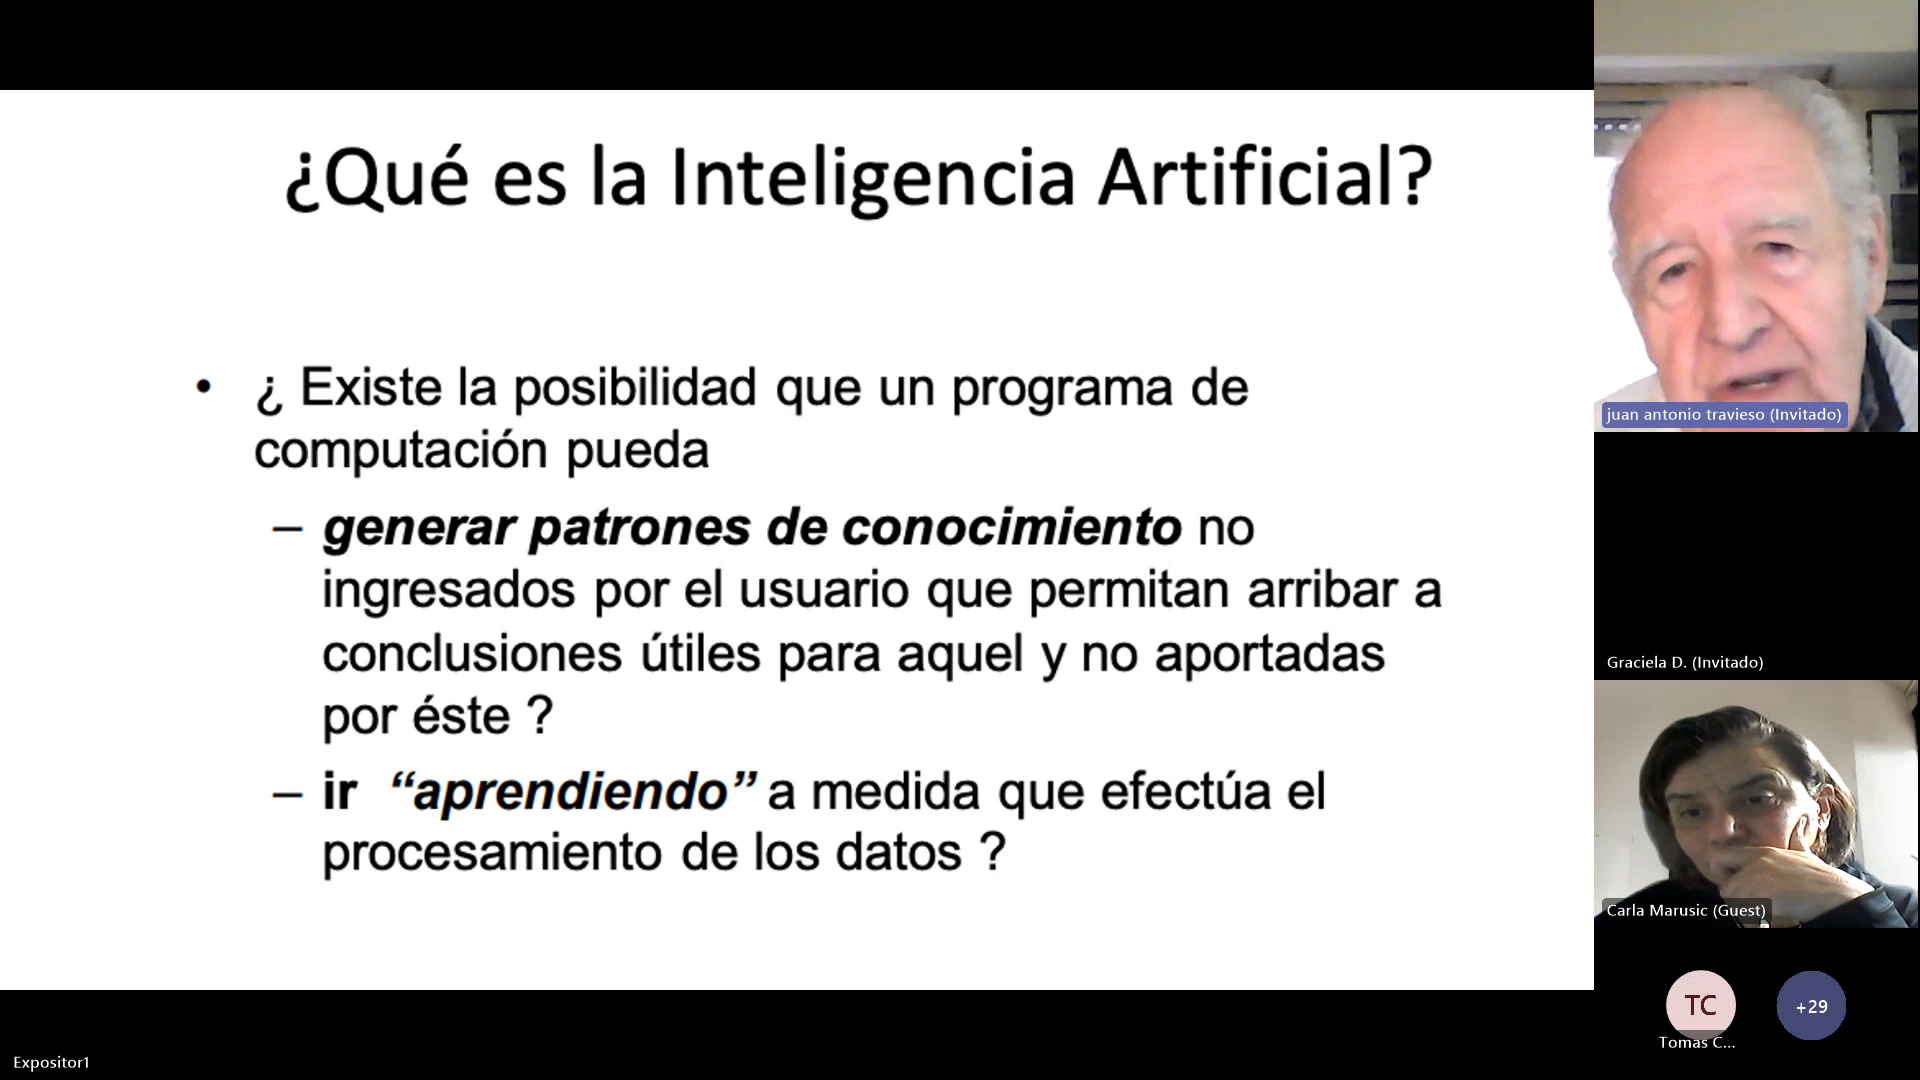 ¿Qué es la Inteligencia Artificial?
• ¿ Existe la posibilidad que un programa de
computación pueda
– generar patrones de conocimiento no
ingresados por el usuario que permitan arribar a
conclusiones útiles para aquel y no aportadas
por éste ?
– ir “aprendiendo” a medida que efectúa el
procesamiento de los datos ?
juan antonio travieso (Invitado)
Graciela D. (Invitado)
Carla Marusic (Guest)
TC
+29
Tomas C...
Expositor1